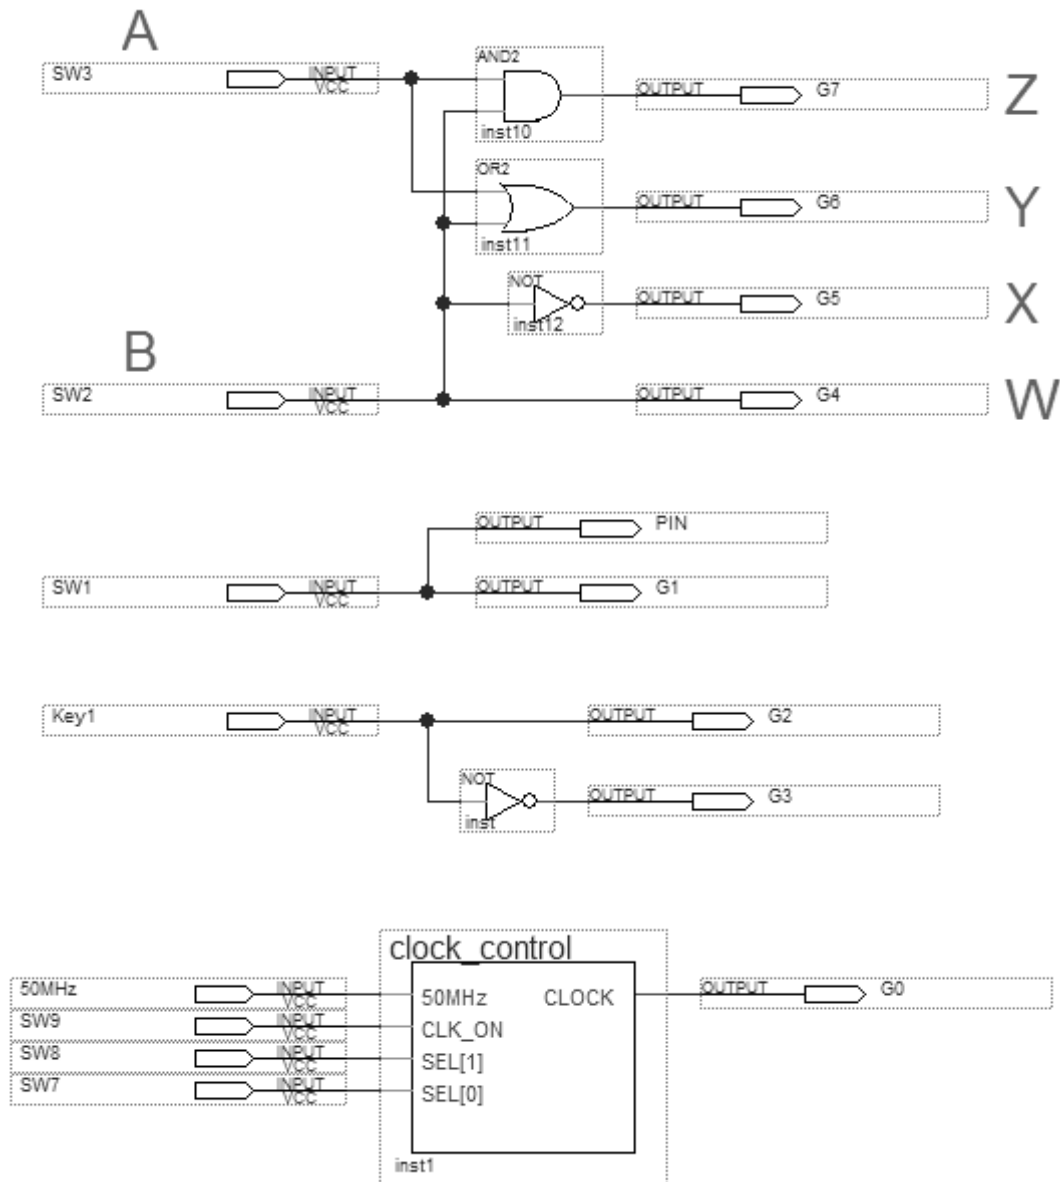 A
SW3 INPUT VCC
AND2
inst10
OUTPUT G7 Z
OR2
inst11
OUTPUT G6 Y
NOT
inst12
OUTPUT G5 X
B
SW2 INPUT VCC
OUTPUT G4 W
OUTPUT PIN
SW1 INPUT VCC
OUTPUT G1
Key1 INPUT VCC
OUTPUT G2
NOT
inst
OUTPUT G3
clock_control
50MHz INPUT VCC
SW9 INPUT VCC
SW8 INPUT VCC
SW7 INPUT VCC
50MHz CLOCK
CLK_ON
SEL[1]
SEL[0]
inst1
OUTPUT G0